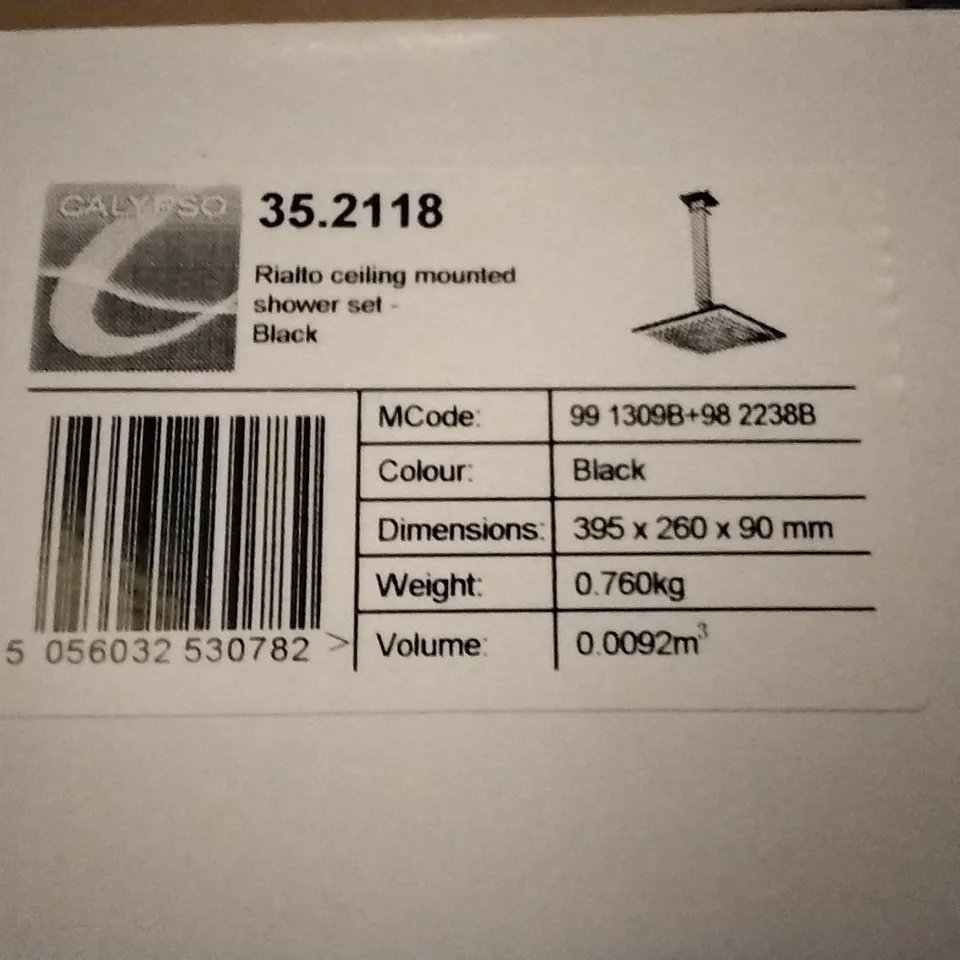 CALYPSO
35.2118
Rialto ceiling mounted
shower set -
Black
MCode: 99 1309B+98 2238B
Colour: Black
Dimensions: 395 x 260 x 90 mm
Weight: 0.760kg
Volume: 0.0092m³
5 056032 530782 >